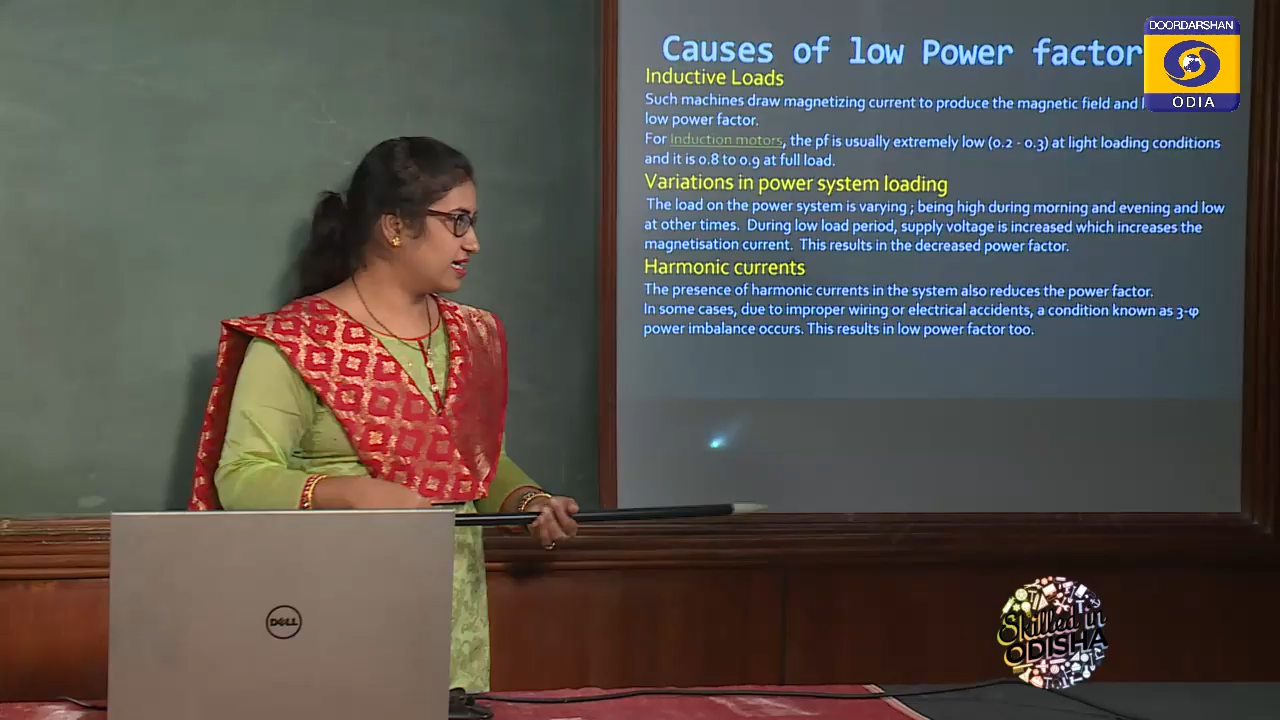 Causes of low Power factor
DOORDARSHAN
ODIA
Inductive Loads
Such machines draw magnetizing current to produce the magnetic field and
low power factor.
For Induction motors, the pf is usually extremely low (0.2 - 0.3) at light loading conditions
and it is 0.8 to 0.9 at full load.
Variations in power system loading
The load on the power system is varying ; being high during morning and evening and low
at other times. During low load period, supply voltage is increased which increases the
magnetisation current. This results in the decreased power factor.
Harmonic currents
The presence of harmonic currents in the system also reduces the power factor.
In some cases, due to improper wiring or electrical accidents, a condition known as 3-φ
power imbalance occurs. This results in low power factor too.
DELL
Skilled in
ODISHA